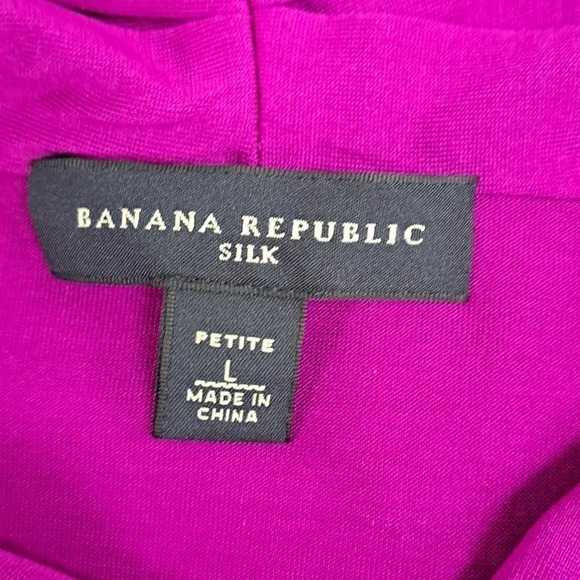 BANANA REPUBLIC
SILK
PETITE
L
MADE IN
CHINA